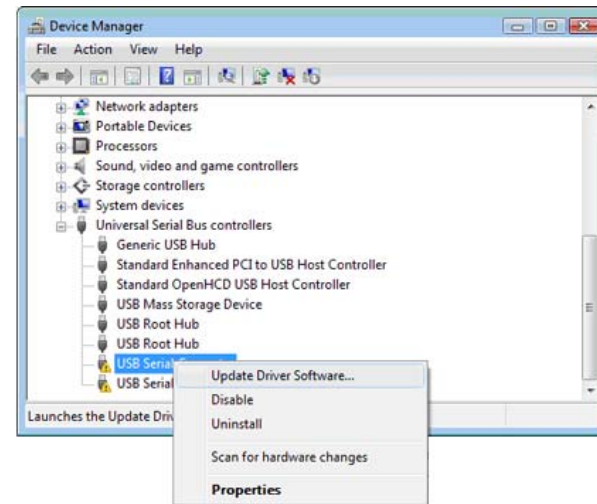 Device Manager
File Action View Help
Network adapters
Portable Devices
Processors
Sound, video and game controllers
Storage controllers
System devices
Universal Serial Bus controllers
Generic USB Hub
Standard Enhanced PCI to USB Host Controller
Standard OpenHCD USB Host Controller
USB Mass Storage Device
USB Root Hub
USB Root Hub
USB Serial
Update Driver Software...
USB Serial
Disable
Launches the Update
Uninstall
Scan for hardware changes
Properties